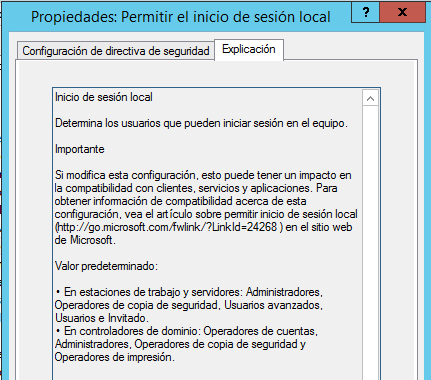 Propiedades: Permitir el inicio de sesión local
?
x
Configuración de directiva de seguridad
Explicación
Inicio de sesión local
Determina los usuarios que pueden iniciar sesión en el equipo.
Importante
Si modifica esta configuración, esto puede tener un impacto en
la compatibilidad con clientes, servicios y aplicaciones. Para
obtener información de compatibilidad acerca de esta
configuración, vea el artículo sobre permitir inicio de sesión local
(http://go.microsoft.com/fwlink/?LinkId=24268 ) en el sitio web
de Microsoft.
Valor predeterminado:
• En estaciones de trabajo y servidores: Administradores,
Operadores de copia de seguridad, Usuarios avanzados,
Usuarios e Invitado.
• En controladores de dominio: Operadores de cuentas,
Administradores, Operadores de copia de seguridad y
Operadores de impresión.